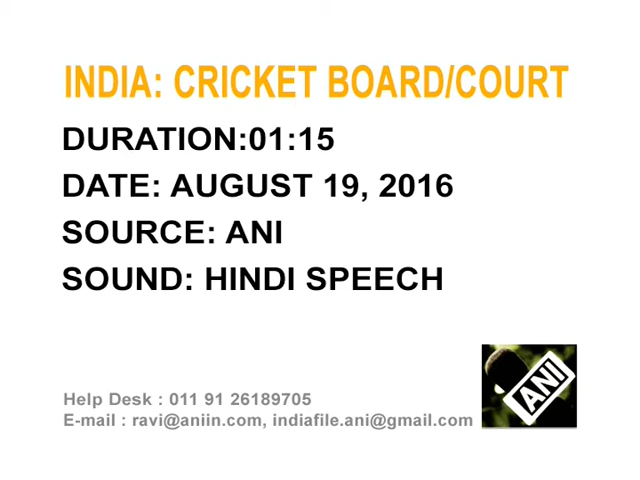 INDIA: CRICKET BOARD/COURT
DURATION:01:15
DATE: AUGUST 19, 2016
SOURCE: ANI
SOUND: HINDI SPEECH
Help Desk : 011 91 26189705
E-mail : ravi@aniin.com, indiafile.ani@gmail.com
ANI